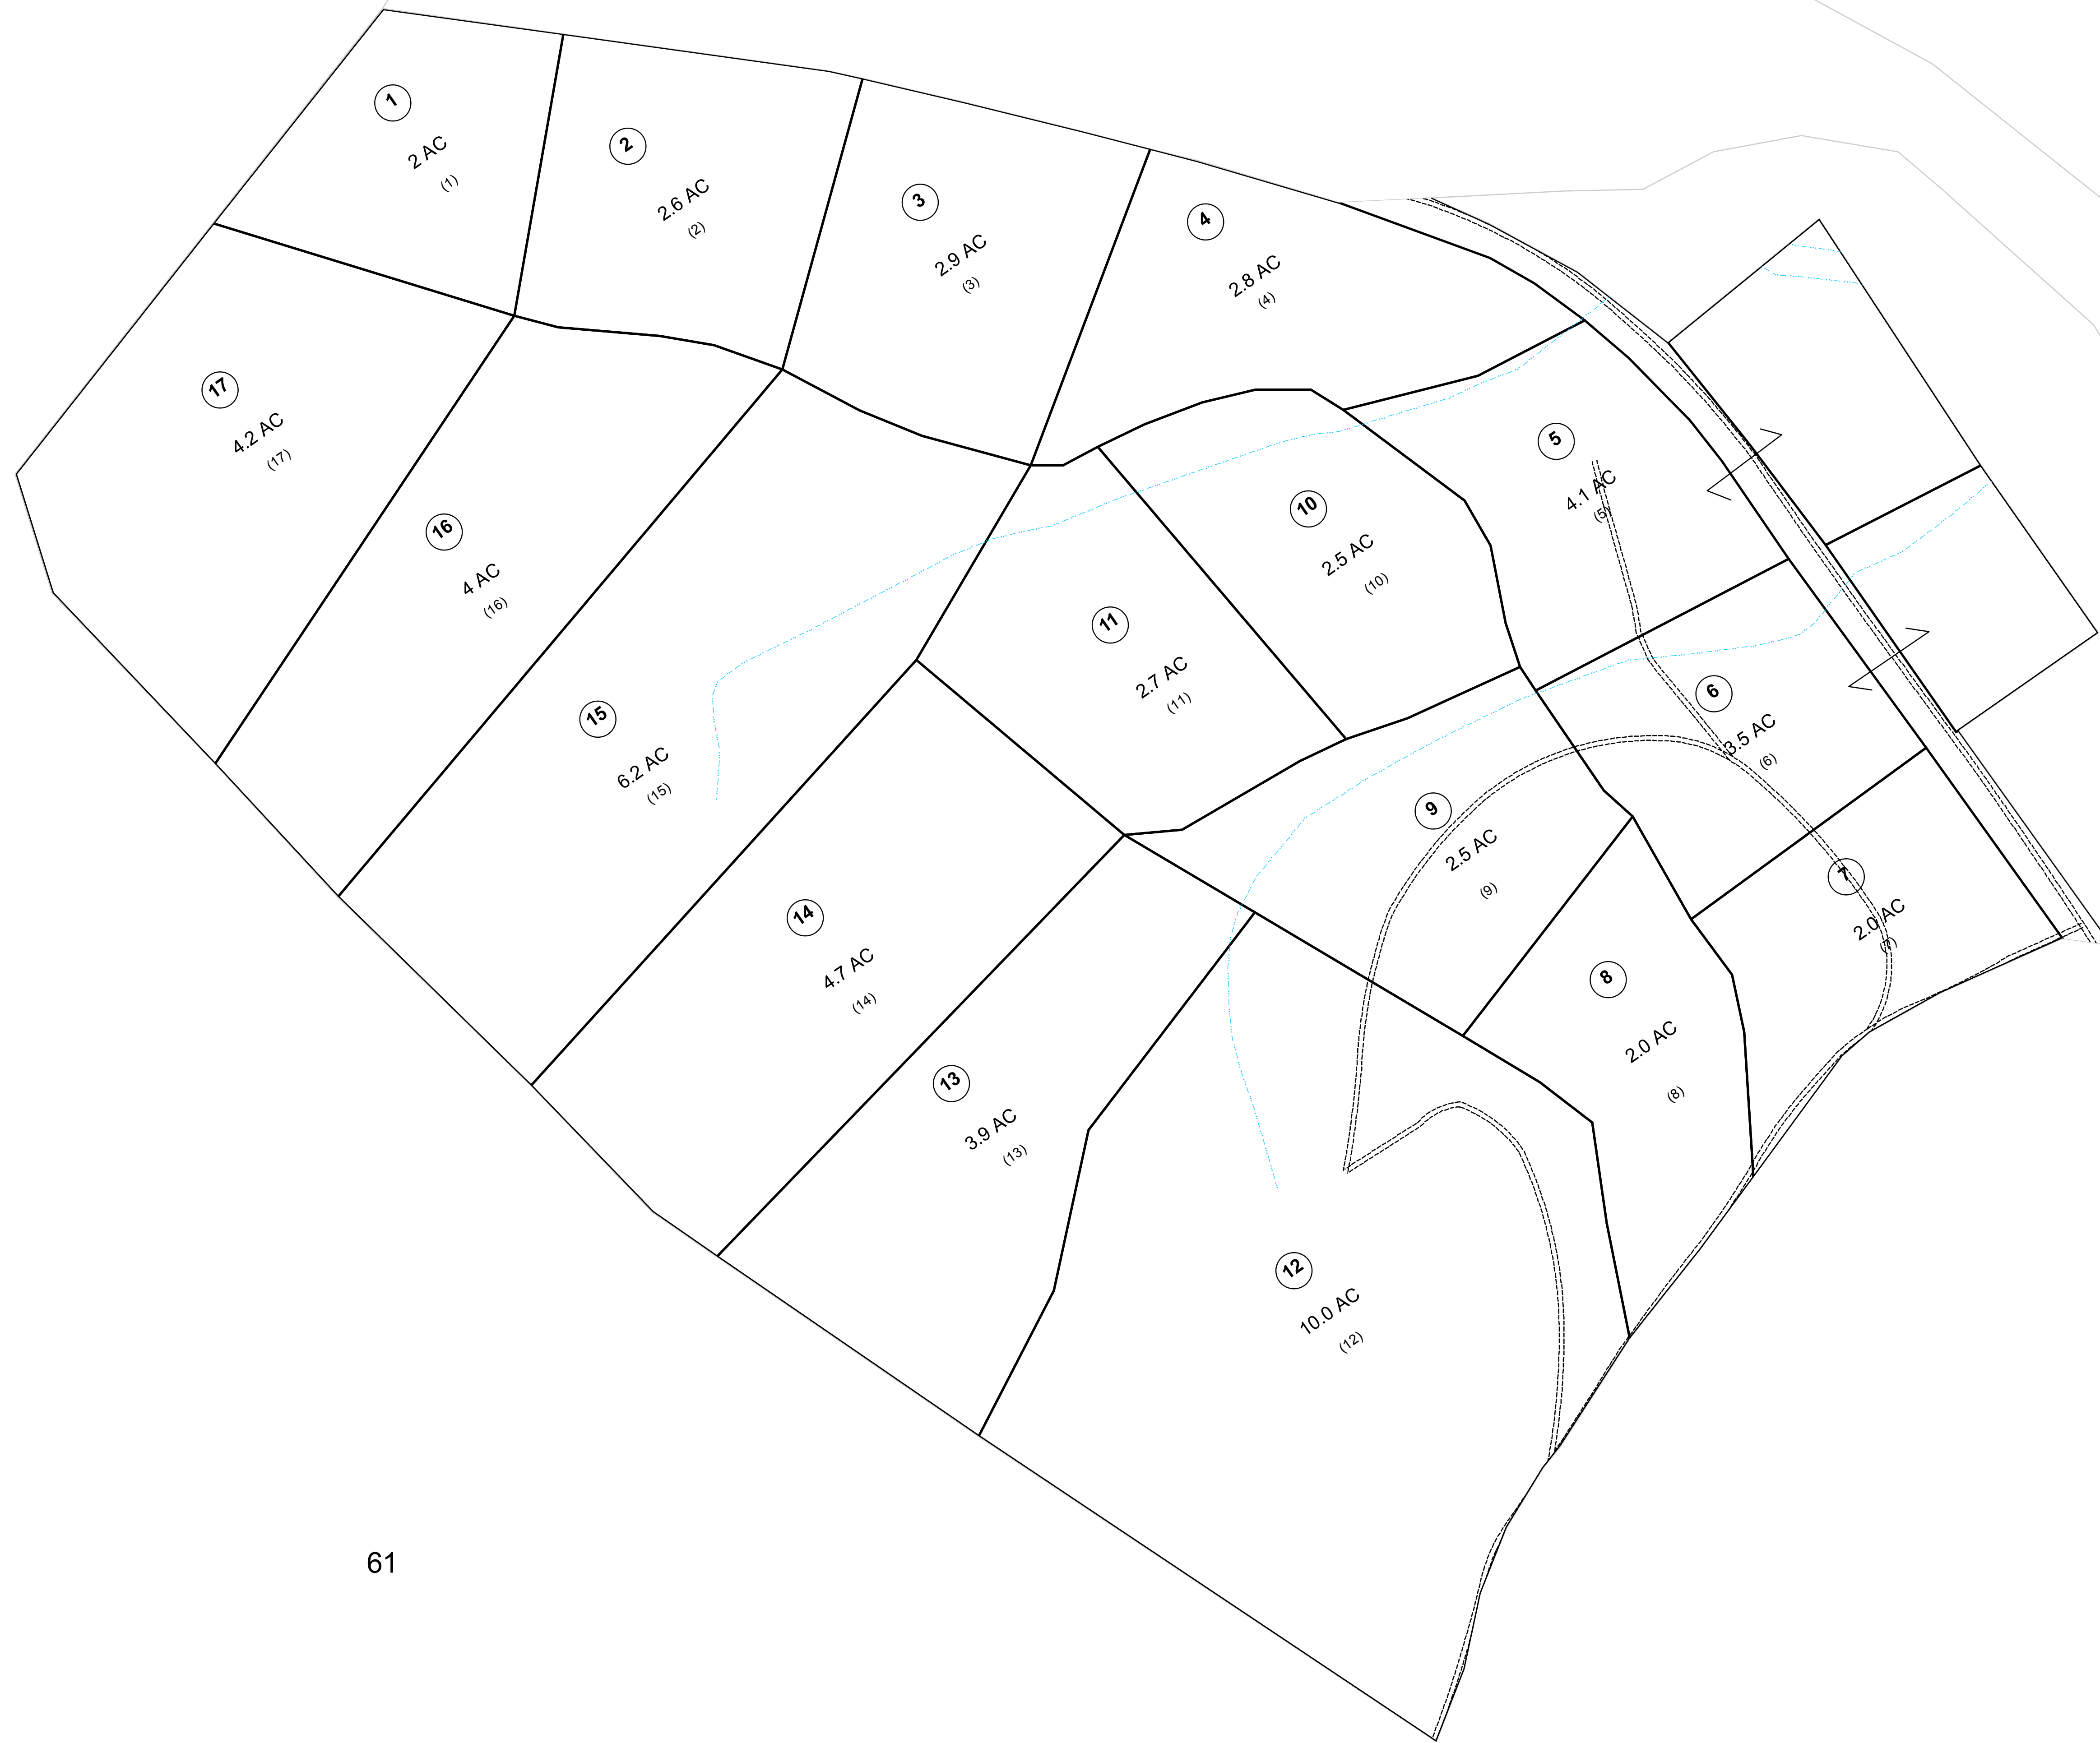 1
2 AC
(1)
2
2.6 AC
(2)
3
2.9 AC
(3)
4
2.8 AC
(4)
5
4.1 AC
(5)
6
3.5 AC
(6)
7
2.0 AC
(7)
8
2.0 AC
(8)
9
2.5 AC
(9)
10
2.5 AC
(10)
11
2.7 AC
(11)
12
10.0 AC
(12)
13
3.9 AC
(13)
14
4.7 AC
(14)
15
6.2 AC
(15)
16
4 AC
(16)
17
4.2 AC
(17)
61